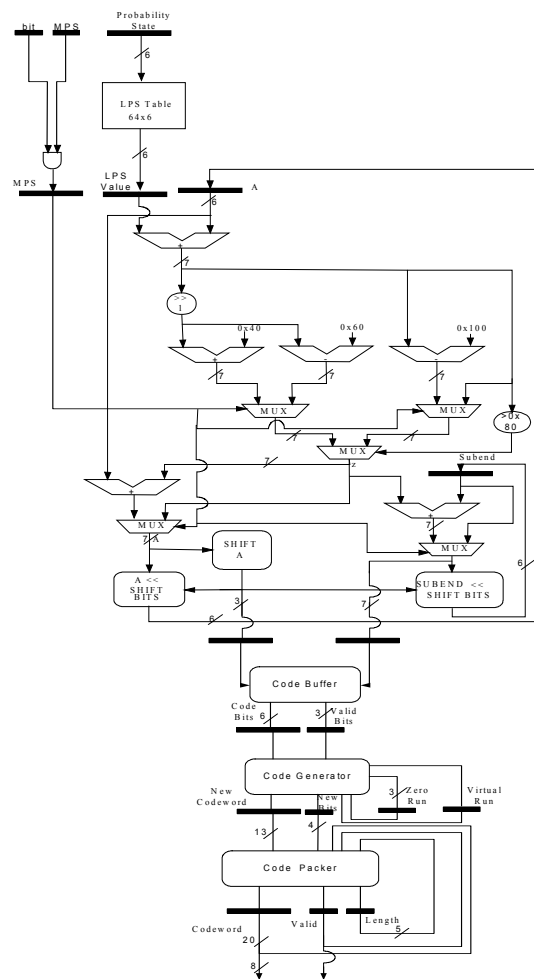 Probability
State
bit
MPS
6
LPS Table
64x6
6
MPS
LPS
Value
A
6
+
7
>>
1
0x40
0x60
0x100
+
-
-
7
7
7
MUX
MUX
>0x
80
7
7
MUX
7
z
Subend
+
+
7
MUX
MUX
7
A
SHIFT
A
6
A <<
SHIFT
BITS
SUBEND <<
SHIFT BITS
3
7
6
Code Buffer
Code
Bits
6
3
Valid
Bits
Code Generator
New
Codeword
New
Bits
3
Zero
Run
Virtual
Run
13
4
Code Packer
Codeword
Valid
Length
5
20
8